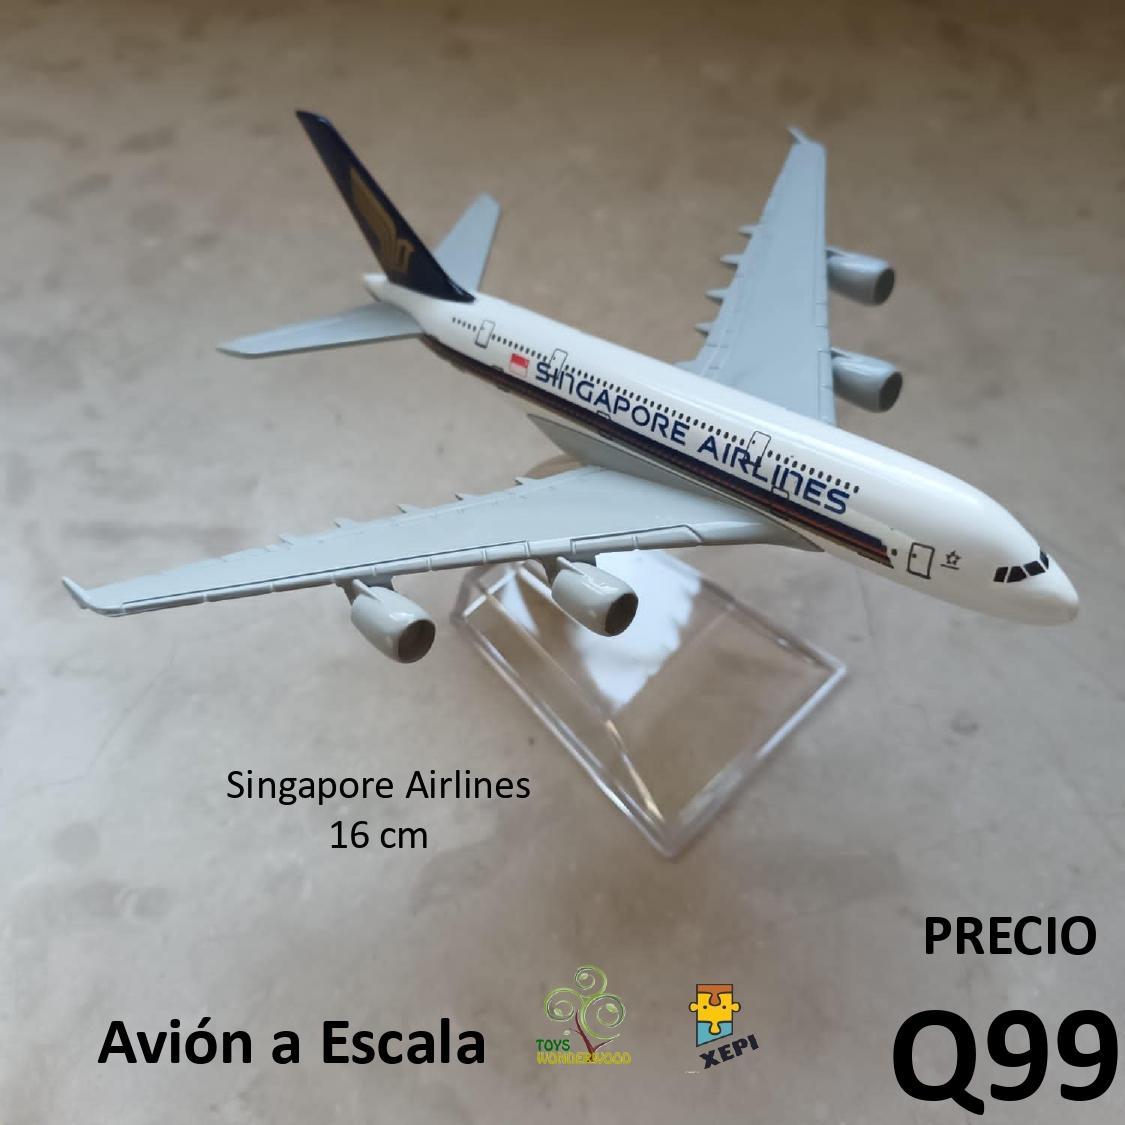 SINGAPORE AIRLINES
Singapore Airlines
16 cm
PRECIO
Q99
Avión a Escala
TOYS
WONDERWOOD
XEPI